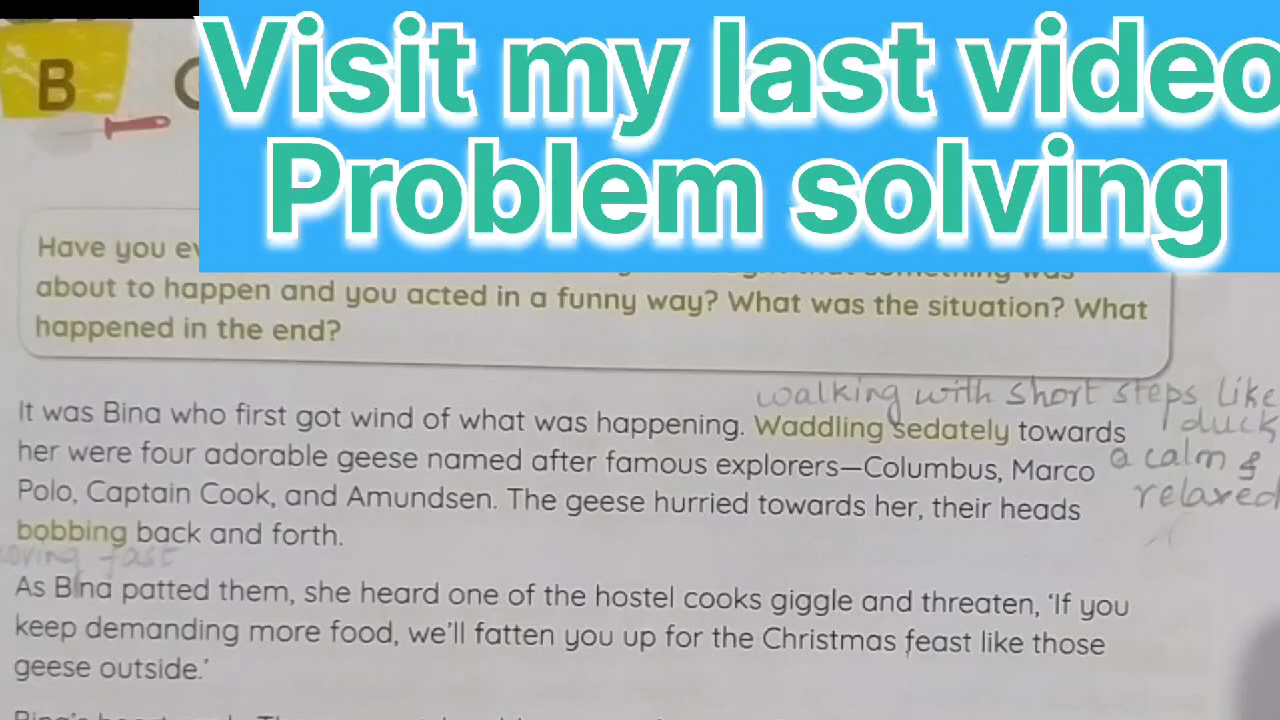 B
Visit my last video
Problem solving
Have you
something was
about to happen and you acted in a funny way? What was the situation? What
happened in the end?
walking with short steps like
duck
It was Bina who first got wind of what was happening. Waddling sedately towards
a calm &
her were four adorable geese named after famous explorers—Columbus, Marco
relaxed
Polo, Captain Cook, and Amundsen. The geese hurried towards her, their heads
bobbing back and forth.
fast
As Bina patted them, she heard one of the hostel cooks giggle and threaten, ‘If you
keep demanding more food, we’ll fatten you up for the Christmas feast like those
geese outside.’